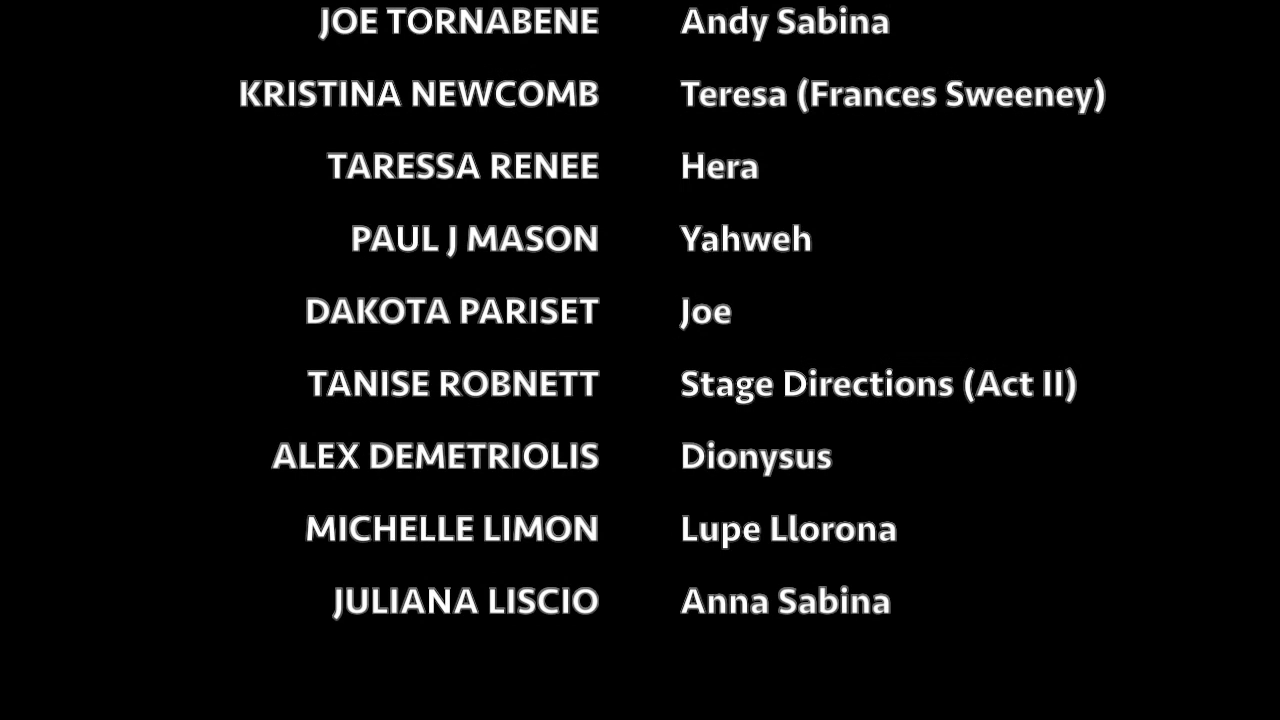 JOE TORNABENE Andy Sabina
KRISTINA NEWCOMB Teresa (Frances Sweeney)
TARESSA RENEE Hera
PAUL J MASON Yahweh
DAKOTA PARISET Joe
TANISE ROBNETT Stage Directions (Act II)
ALEX DEMETRIOLIS Dionysus
MICHELLE LIMON Lupe Llorona
JULIANA LISCIO Anna Sabina